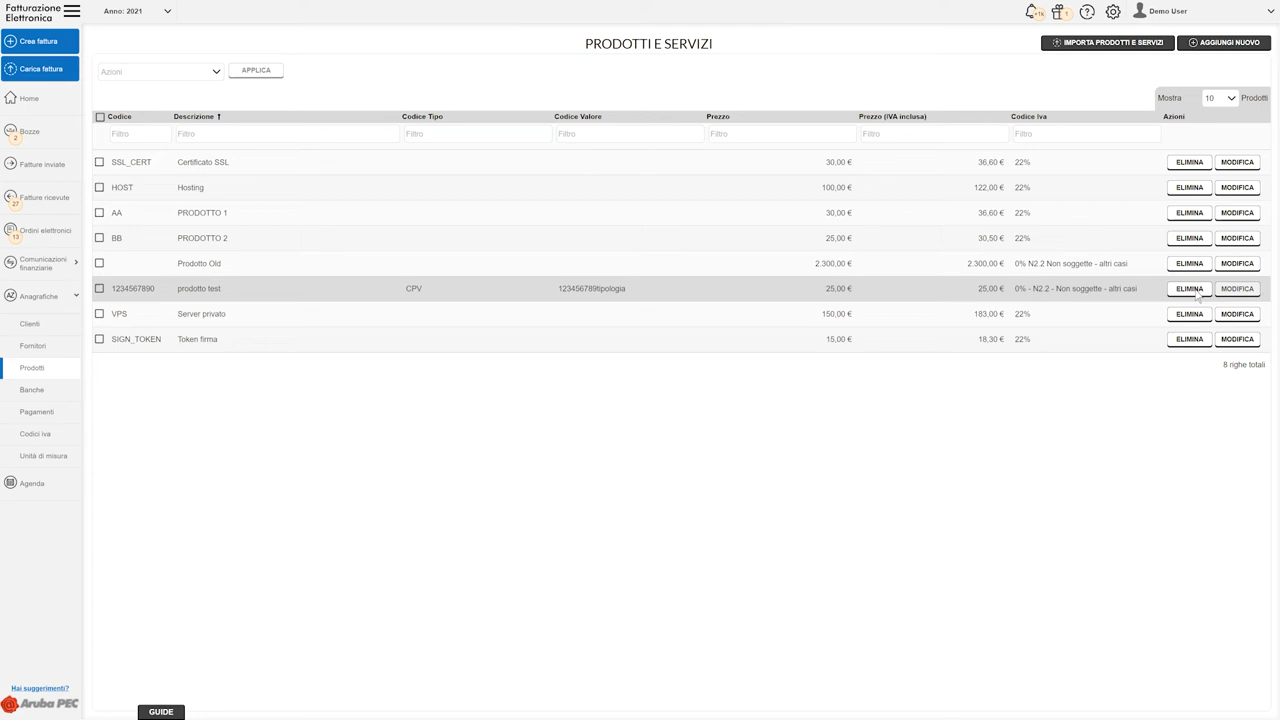 Fatturazione
Elettronica
Anno: 2021
+1k
1
Demo User
Crea fattura
Carica fattura
Home
Bozze
2
Fatture inviate
Fatture ricevute
27
Ordini elettronici
13
Comunicazioni
finanziarie
Anagrafiche
Clienti
Fornitori
Prodotti
Banche
Pagamenti
Codici iva
Unità di misura
Agenda
Hai suggerimenti?
Aruba PEC
PRODOTTI E SERVIZI
IMPORTA PRODOTTI E SERVIZI
AGGIUNGI NUOVO
Azioni
APPLICA
Mostra 10 Prodotti
Codice Descrizione Codice Tipo Codice Valore Prezzo Prezzo (IVA inclusa) Codice Iva Azioni
Filtro Filtro Filtro Filtro Filtro Filtro Filtro
SSL_CERT Certificato SSL 30,00 € 36,60 € 22% ELIMINA MODIFICA
HOST Hosting 100,00 € 122,00 € 22% ELIMINA MODIFICA
AA PRODOTTO 1 30,00 € 36,60 € 22% ELIMINA MODIFICA
BB PRODOTTO 2 25,00 € 30,50 € 22% ELIMINA MODIFICA
Prodotto Old 2.300,00 € 2.300,00 € 0% N2.2 Non soggette - altri casi ELIMINA MODIFICA
1234567890 prodotto test CPV 123456789tipologia 25,00 € 25,00 € 0% - N2.2 - Non soggette - altri casi ELIMINA MODIFICA
VPS Server privato 150,00 € 183,00 € 22% ELIMINA MODIFICA
SIGN_TOKEN Token firma 15,00 € 18,30 € 22% ELIMINA MODIFICA
8 righe totali
GUIDE